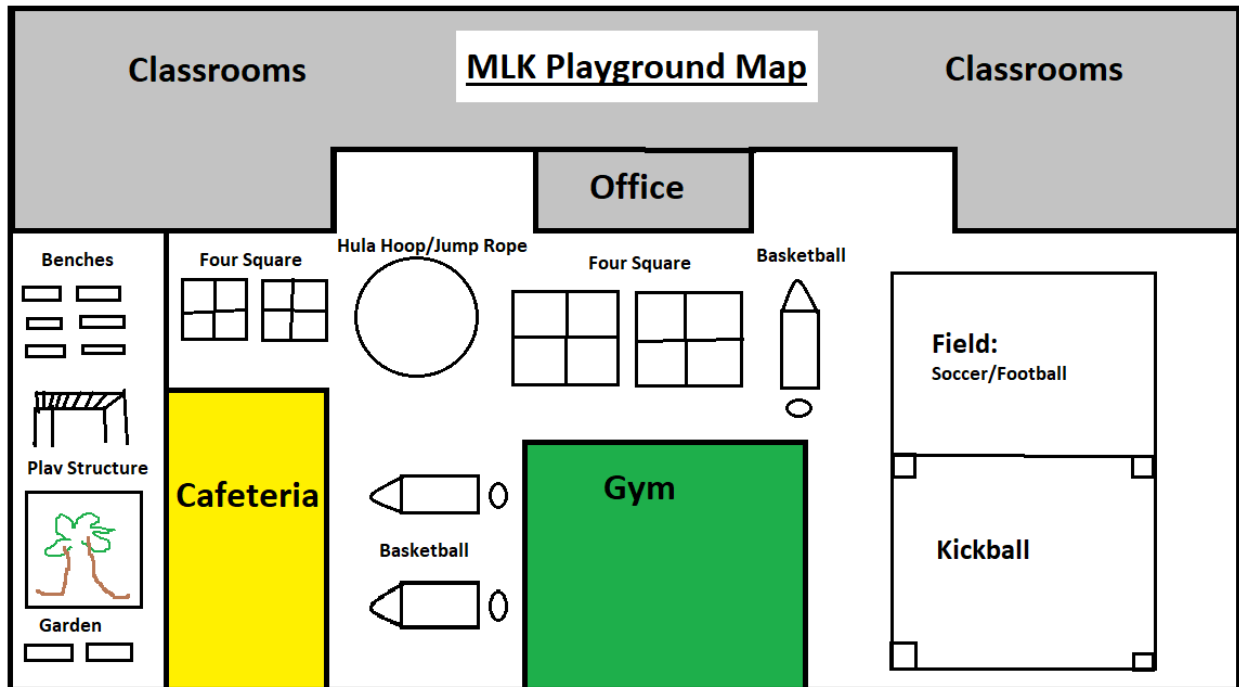 MLK Playground Map
Classrooms
Classrooms
Office
Benches
Four Square
Hula Hoop/Jump Rope
Four Square
Basketball
Field:
Soccer/Football
Plav Structure
Cafeteria
Gym
Basketball
Kickball
Garden